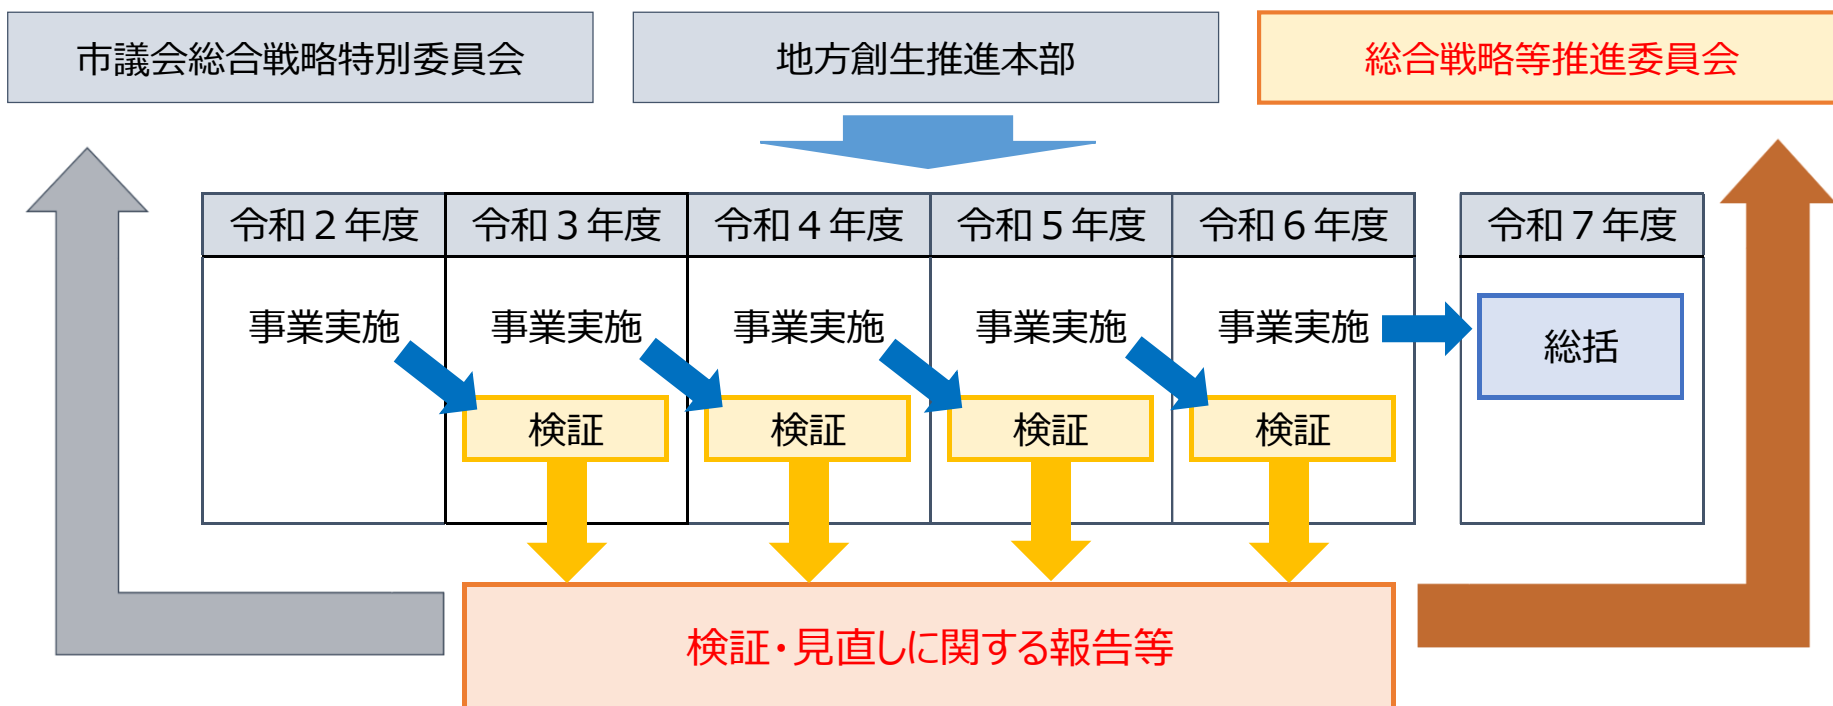 市議会総合戦略特別委員会
地方創生推進本部
総合戦略等推進委員会
令和２年度
令和３年度
令和４年度
令和５年度
令和６年度
令和７年度
事業実施
事業実施
事業実施
事業実施
事業実施
総括
検証
検証
検証
検証
検証・見直しに関する報告等